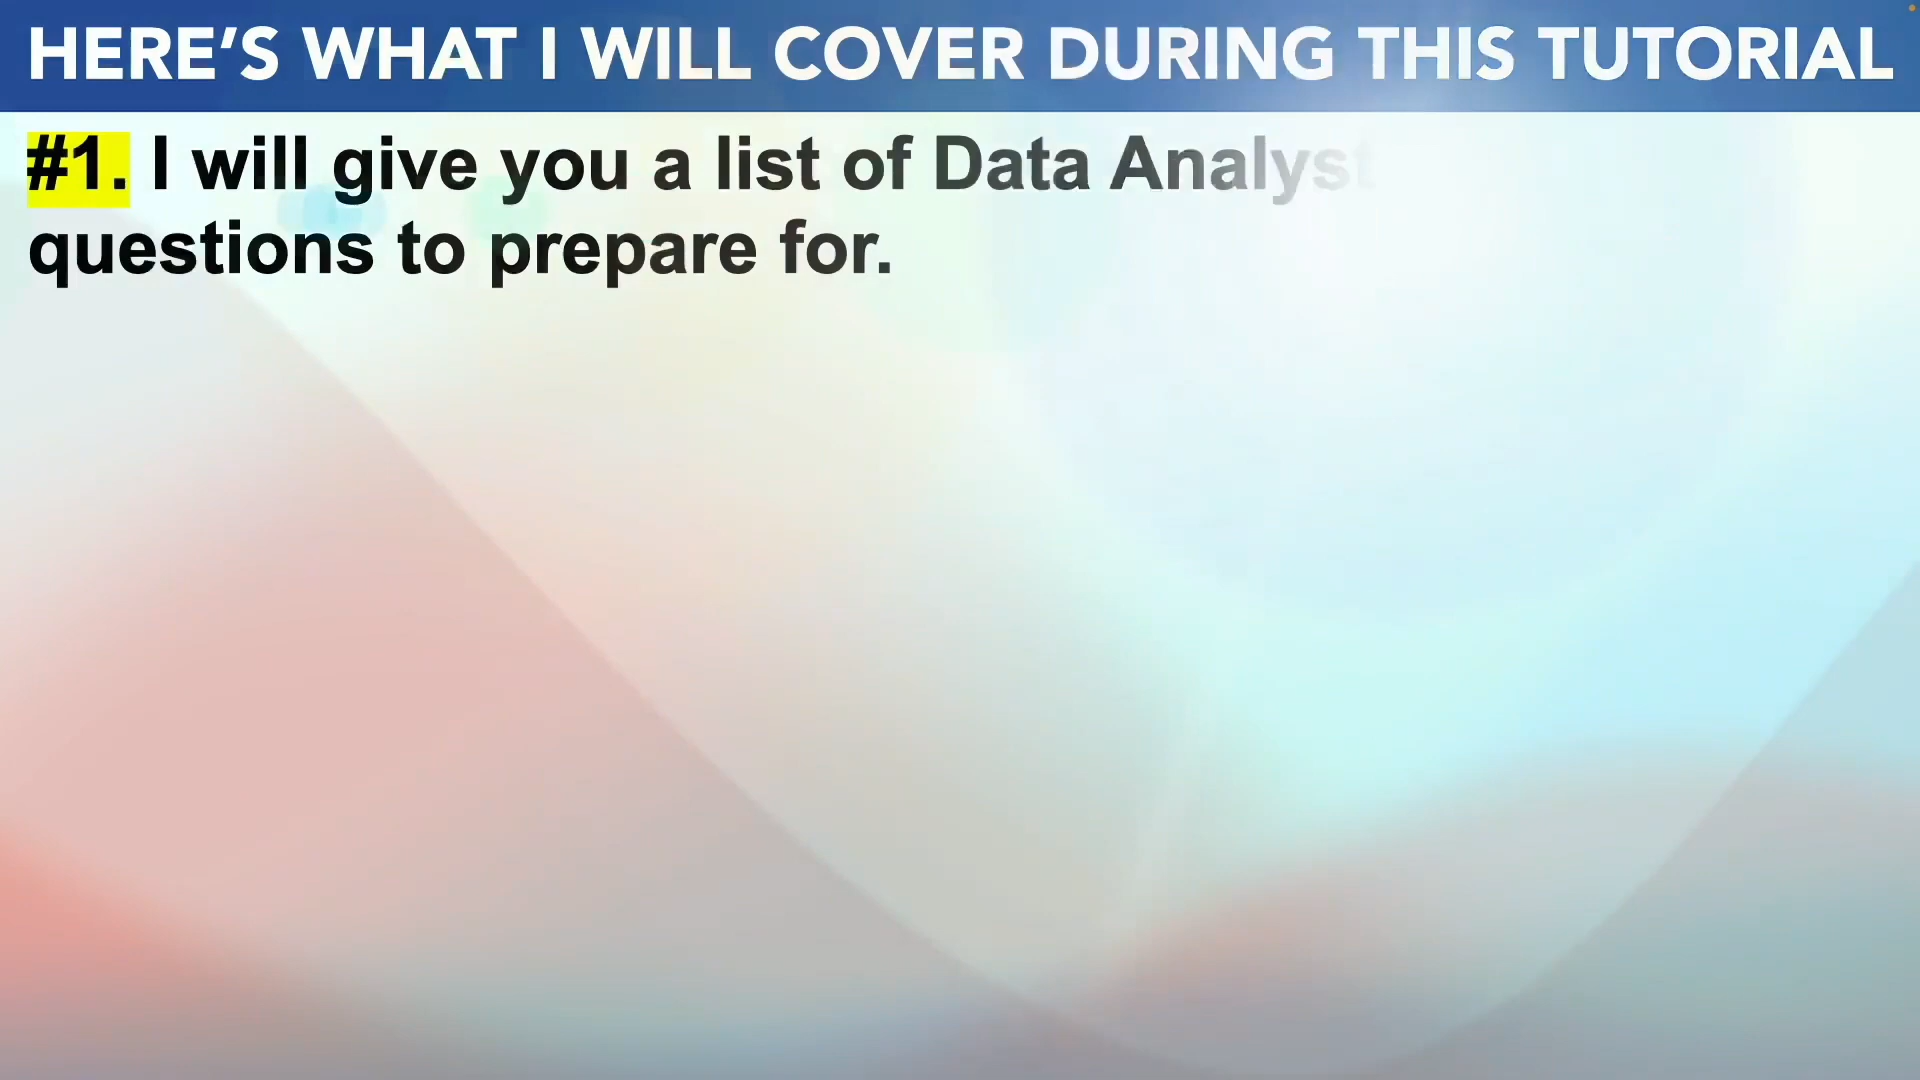 HERE’S WHAT I WILL COVER DURING THIS TUTORIAL
#1. I will give you a list of Data Analyst
questions to prepare for.